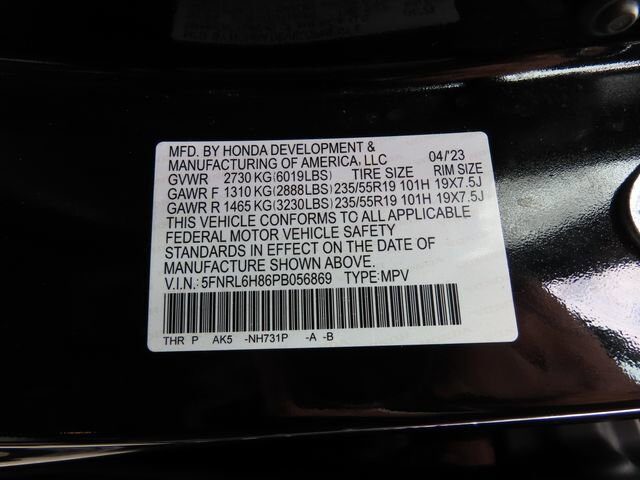 MFD. BY HONDA DEVELOPMENT &
MANUFACTURING OF AMERICA, LLC 04/'23
GVWR 2730 KG (6019LBS) TIRE SIZE RIM SIZE
GAWR F 1310 KG (2888LBS) 235/55R19 101H 19X7.5J
GAWR R 1465 KG (3230LBS) 235/55R19 101H 19X7.5J
THIS VEHICLE CONFORMS TO ALL APPLICABLE
FEDERAL MOTOR VEHICLE SAFETY
STANDARDS IN EFFECT ON THE DATE OF
MANUFACTURE SHOWN ABOVE.
V.I.N.: 5FNRL6H86PB056869 TYPE:MPV
THR P AK5 -NH731P -A -B